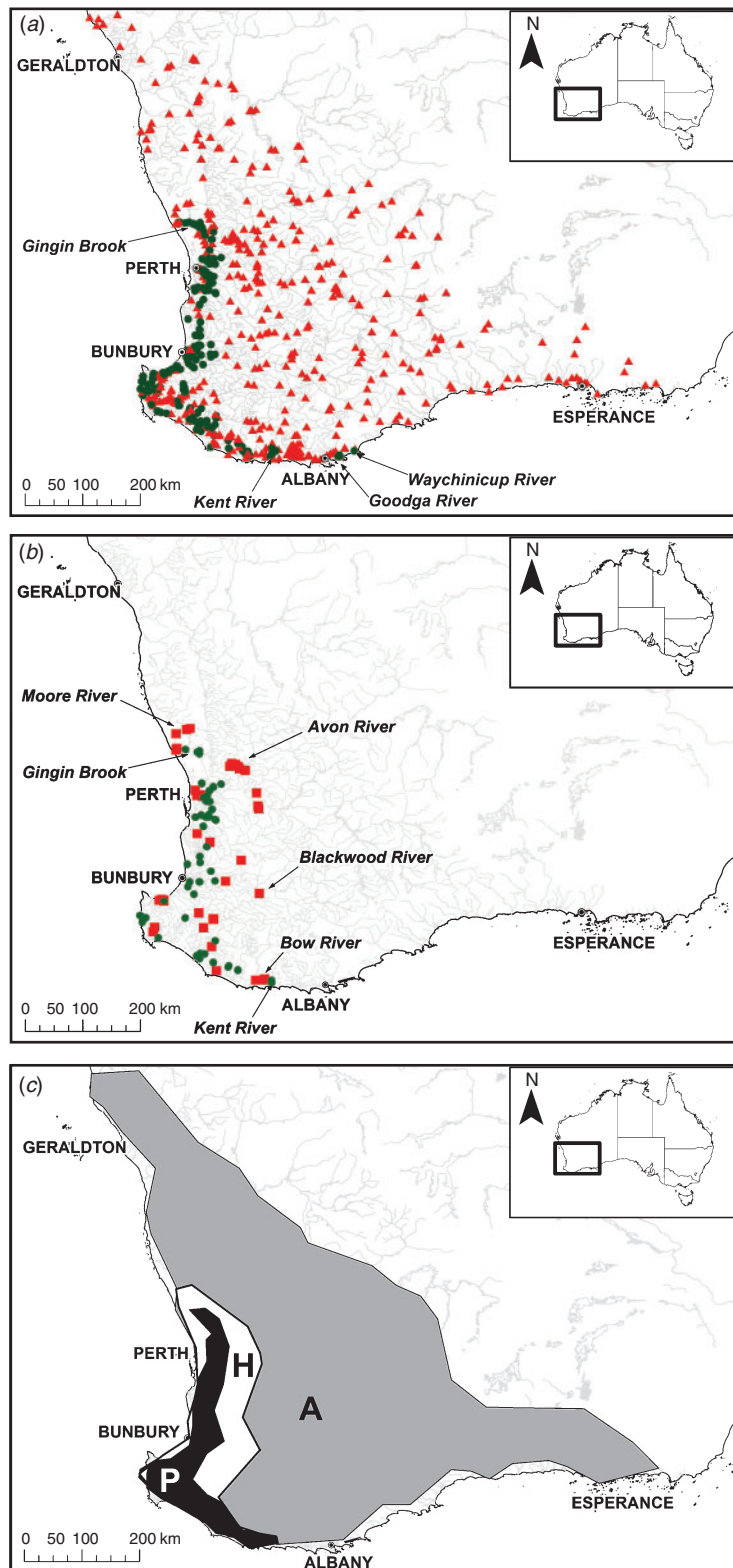 (a)
N
GERALDTON
Gingin Brook
PERTH
BUNBURY
ESPERANCE
Waychinicup River
ALBANY
Goodga River
Kent River
0 50 100 200 km
(b)
N
GERALDTON
Moore River
Avon River
Gingin Brook
PERTH
Blackwood River
BUNBURY
Bow River
ESPERANCE
ALBANY
Kent River
0 50 100 200 km
(c)
N
GERALDTON
PERTH
H
A
BUNBURY
P
ESPERANCE
ALBANY
0 50 100 200 km